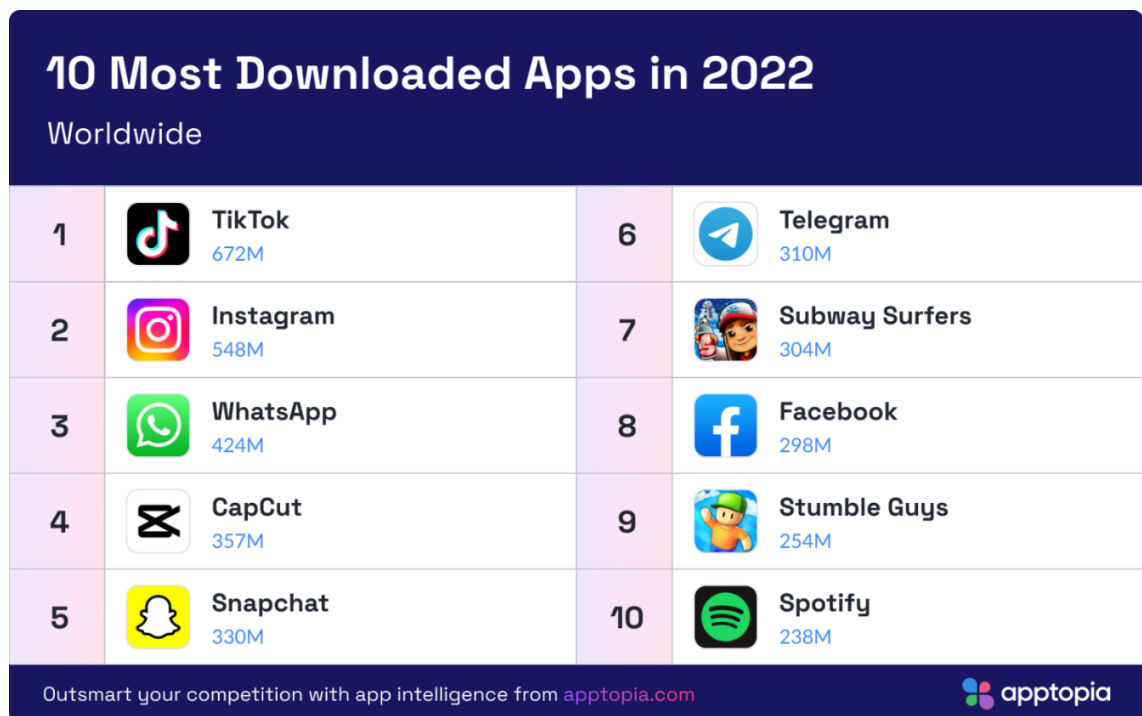 10 Most Downloaded Apps in 2022
Worldwide
1
TikTok
672M
2
Instagram
548M
3
WhatsApp
424M
4
CapCut
357M
5
Snapchat
330M
6
Telegram
310M
7
Subway Surfers
304M
8
Facebook
298M
9
Stumble Guys
254M
10
Spotify
238M
Outsmart your competition with app intelligence from apptopia.com
apptopia